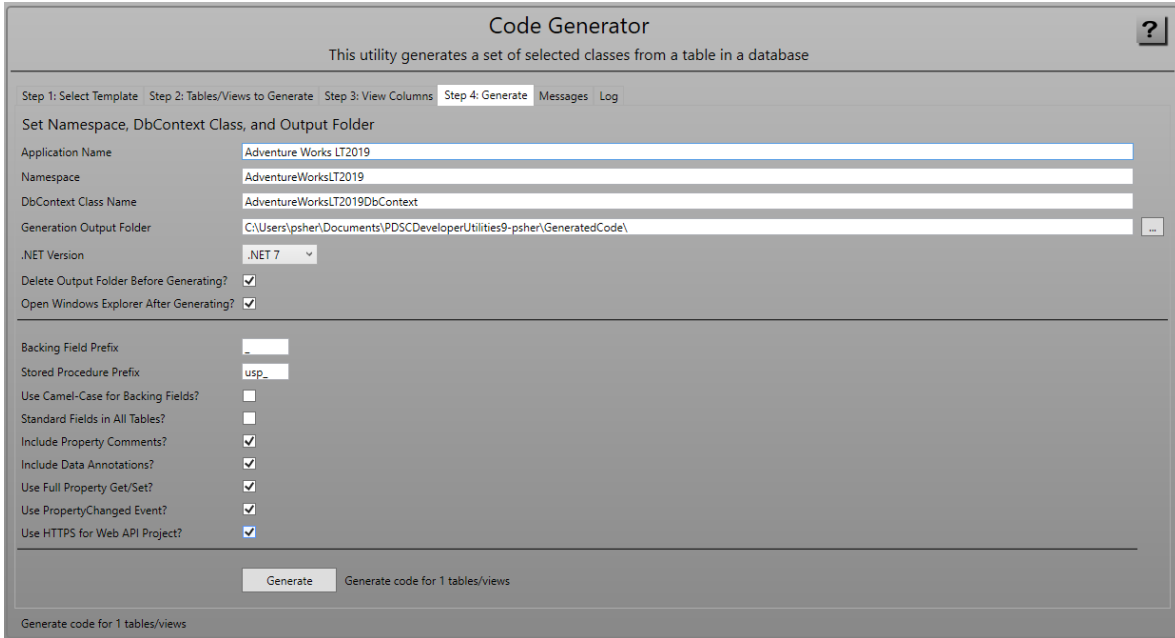 Code Generator
?
This utility generates a set of selected classes from a table in a database
Step 1: Select Template Step 2: Tables/Views to Generate Step 3: View Columns Step 4: Generate Messages Log
Set Namespace, DbContext Class, and Output Folder
Application Name Adventure Works LT2019
Namespace AdventureWorksLT2019
DbContext Class Name AdventureWorksLT2019DbContext
Generation Output Folder C:\Users\psher\Documents\PDSCDeveloperUtilities9-psher\GeneratedCode\ ...
.NET Version .NET 7
Delete Output Folder Before Generating?
Open Windows Explorer After Generating?
Backing Field Prefix _
Stored Procedure Prefix usp_
Use Camel-Case for Backing Fields?
Standard Fields in All Tables?
Include Property Comments?
Include Data Annotations?
Use Full Property Get/Set?
Use PropertyChanged Event?
Use HTTPS for Web API Project?
Generate Generate code for 1 tables/views
Generate code for 1 tables/views